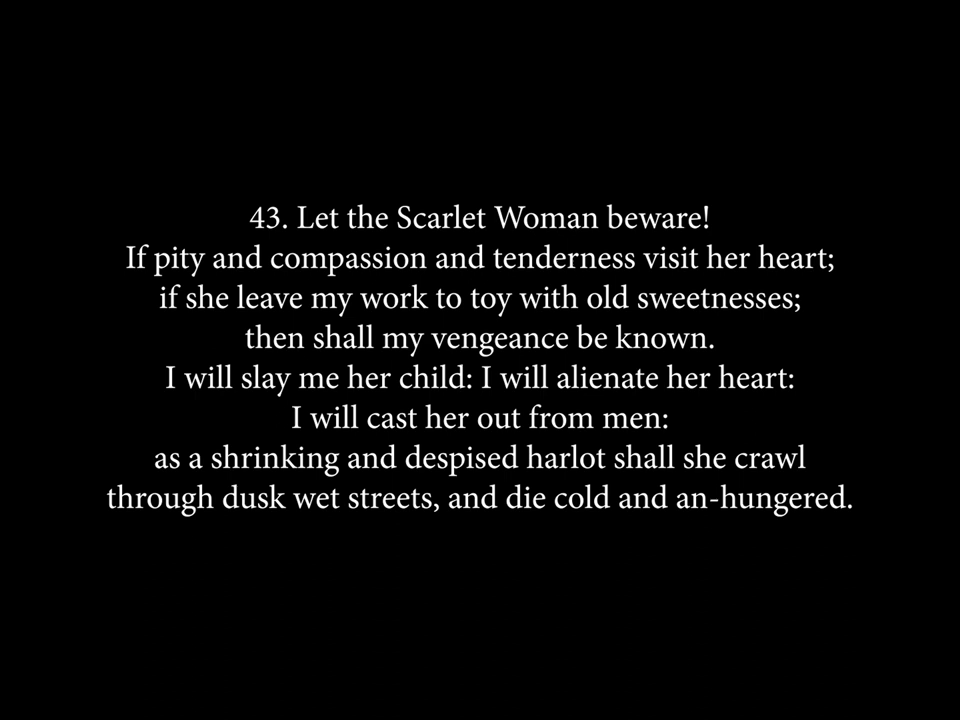 43. Let the Scarlet Woman beware!
If pity and compassion and tenderness visit her heart;
if she leave my work to toy with old sweetnesses;
then shall my vengeance be known.
I will slay me her child: I will alienate her heart:
I will cast her out from men:
as a shrinking and despised harlot shall she crawl
through dusk wet streets, and die cold and an-hungered.